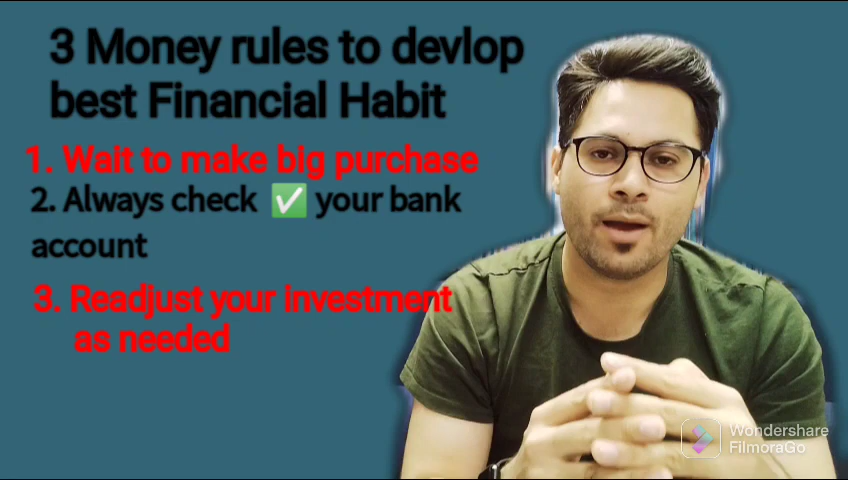 3 Money rules to devlop
best Financial Habit
1. Wait to make big purchase
2. Always check ✅ your bank
account
3. Readjust your investment
as needed
Wondershare
FilmoraGo